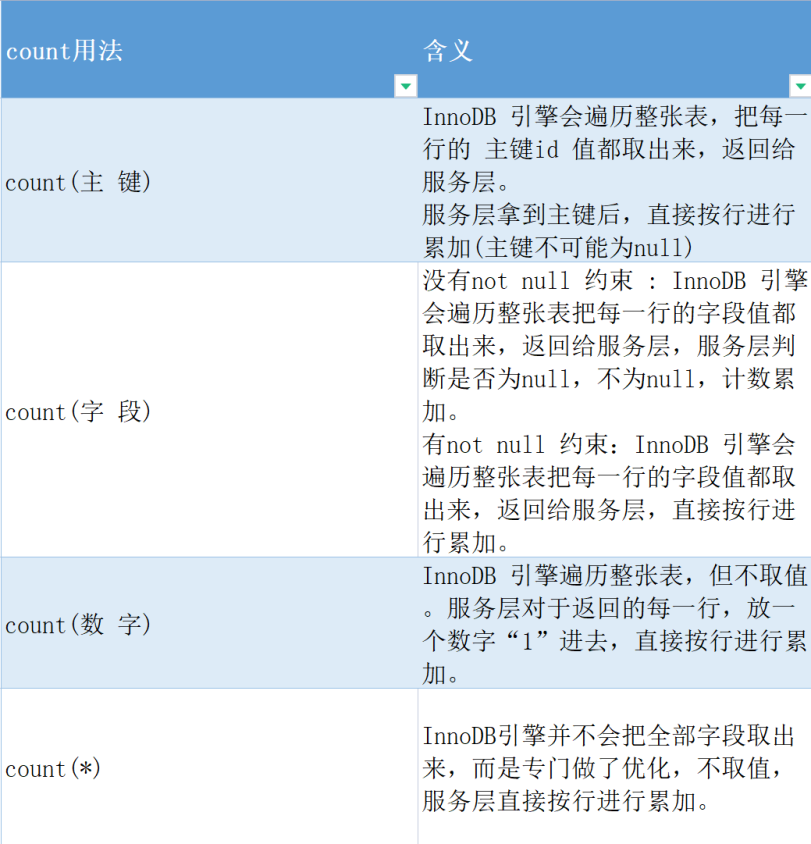 count用法
含义
count(主 键)
InnoDB 引擎会遍历整张表，把每一
行的 主键id 值都取出来，返回给
服务层。
服务层拿到主键后，直接按行进行
累加(主键不可能为null)
count(字 段)
没有not null 约束 : InnoDB 引擎
会遍历整张表把每一行的字段值都
取出来，返回给服务层，服务层判
断是否为null，不为null，计数累
加。
有not null 约束：InnoDB 引擎会
遍历整张表把每一行的字段值都取
出来，返回给服务层，直接按行进
行累加。
count(数 字)
InnoDB 引擎遍历整张表，但不取值
。服务层对于返回的每一行，放一
个数字“1”进去，直接按行进行累
加。
count(*)
InnoDB引擎并不会把全部字段取出
来，而是专门做了优化，不取值，
服务层直接按行进行累加。